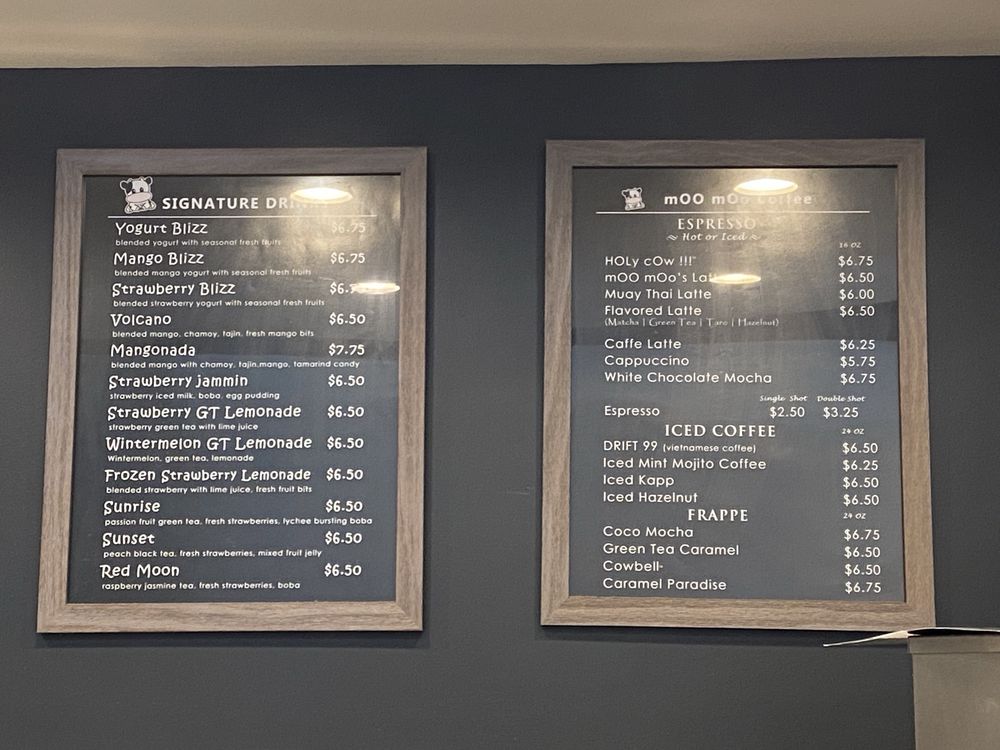 SIGNATURE
Yogurt Blizz $6.75
blended yogurt with seasonal fresh fruits
Mango Blizz $6.75
blended mango yogurt with seasonal fresh fruits
Strawberry Blizz
blended strawberry yogurt with seasonal fresh fruits
Volcano $6.50
blended mango, chamoy, tajin, fresh mango bits
Mangonada $7.75
blended mango with chamoy, tajin,mango, tamarind candy
Strawberry jammin $6.50
strawberry iced milk, boba, egg pudding
Strawberry GT Lemonade $6.50
strawberry green tea with lime juice
Wintermelon GT Lemonade $6.50
Wintermelon, green tea, lemonade
Frozen Strawberry Lemonade $6.50
blended strawberry with lime juice, fresh fruit bits
Sunrise $6.50
passion fruit green tea, fresh strawberries, lychee bursting boba
Sunset $6.50
peach black tea, fresh strawberries, mixed fruit jelly
Red Moon $6.50
raspberry jasmine tea, fresh strawberries, boba
mOO mOo coffee
ESPRESSO
~ Hot or Iced ~
16 OZ
HOLy cOw !!! $6.75
mOO mOo's $6.50
Muay Thai Latte $6.00
Flavored Latte $6.50
(Matcha | Green Tea | Taro | Hazelnut)
Caffe Latte $6.25
Cappuccino $5.75
White Chocolate Mocha $6.75
Single Shot Double Shot
Espresso $2.50 $3.25
ICED COFFEE 24 OZ
DRIFT 99 (vietnamese coffee) $6.50
Iced Mint Mojito Coffee $6.25
Iced Kapp $6.50
Iced Hazelnut $6.50
FRAPPE 24 OZ
Coco Mocha $6.75
Green Tea Caramel $6.50
Cowbell $6.50
Caramel Paradise $6.75